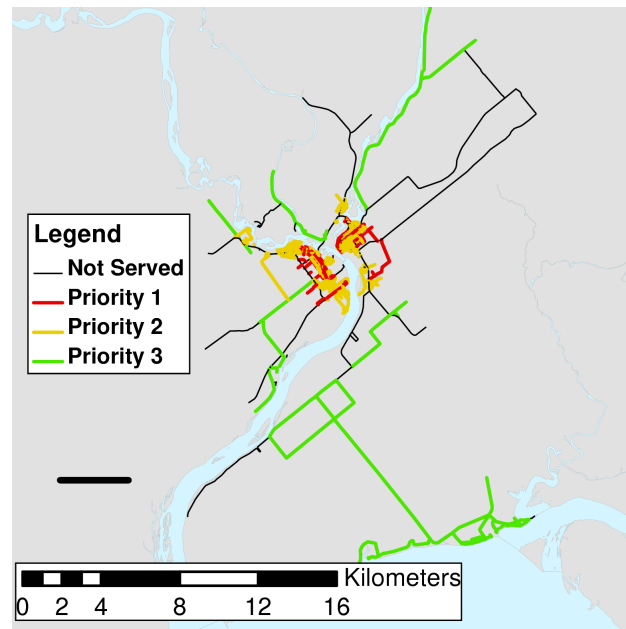 Legend
Not Served
Priority 1
Priority 2
Priority 3
Kilometers
0 2 4 8 12 16